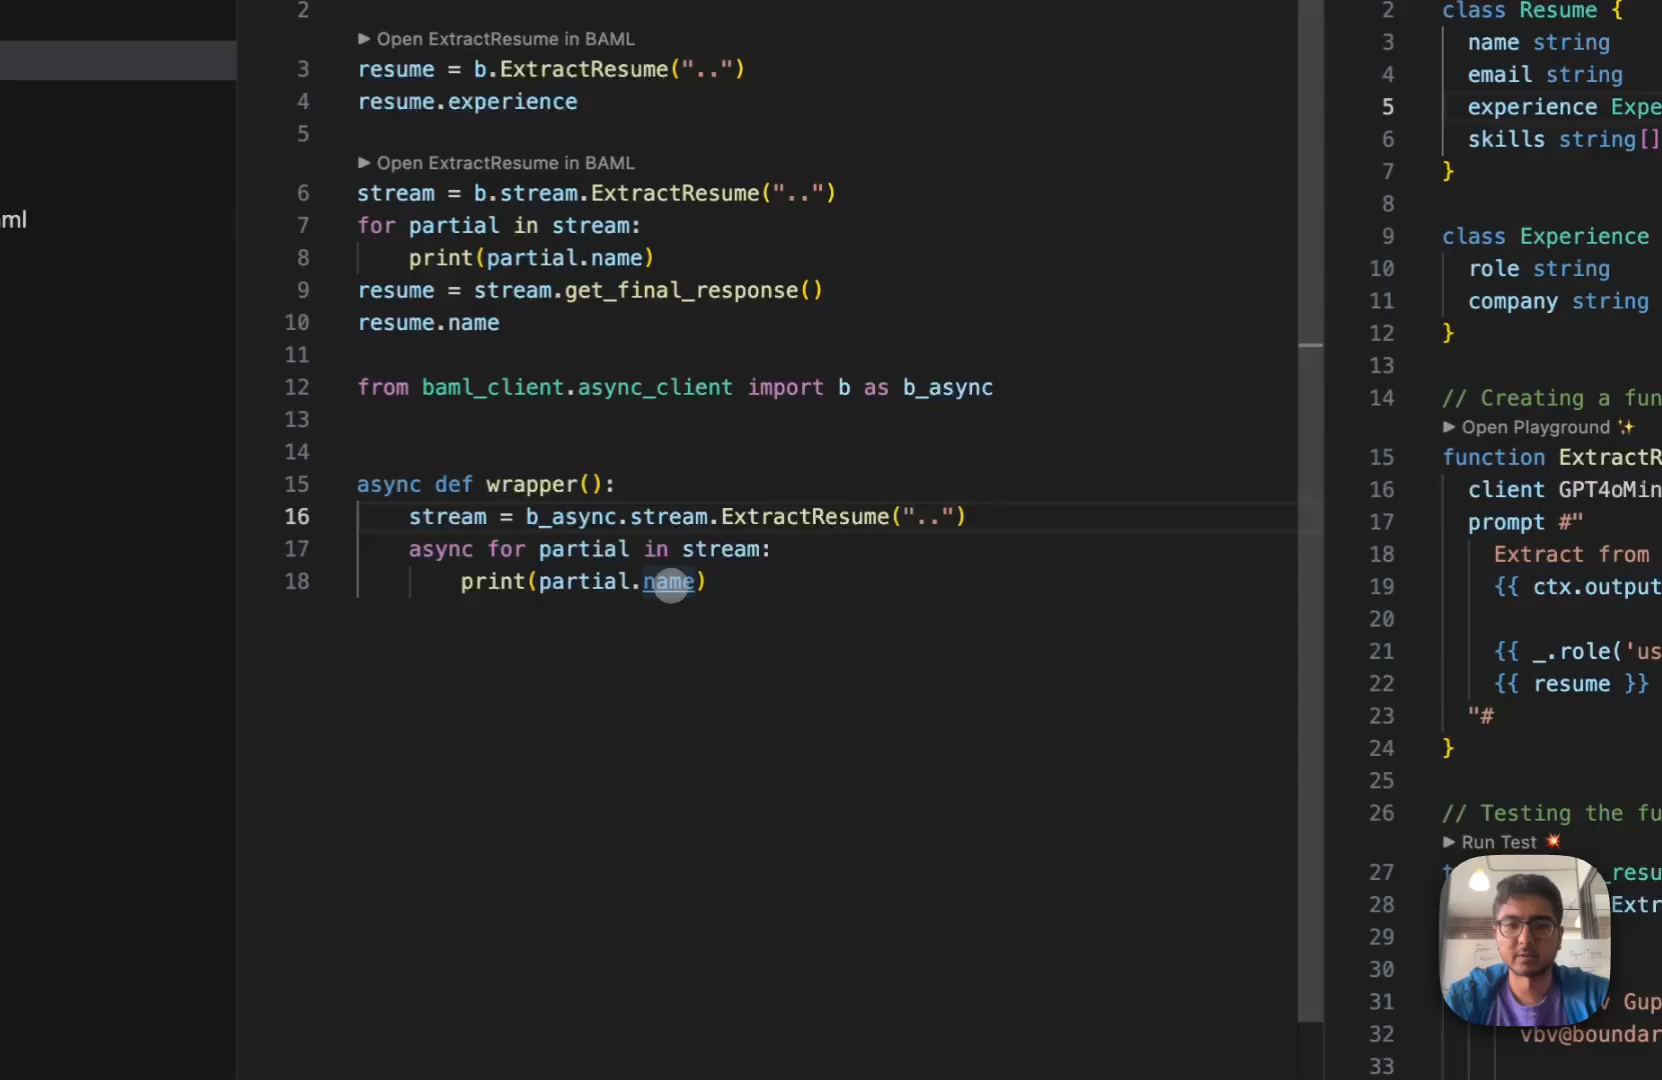 ml
2
Open ExtractResume in BAML
3 resume = b.ExtractResume("..")
4 resume.experience
5
Open ExtractResume in BAML
6 stream = b.stream.ExtractResume("..")
7 for partial in stream:
8 print(partial.name)
9 resume = stream.get_final_response()
10 resume.name
11
12 from baml_client.async_client import b as b_async
13
14
15 async def wrapper():
16 stream = b_async.stream.ExtractResume("..")
17 async for partial in stream:
18 print(partial.name)
2 class Resume {
3 name string
4 email string
5 experience Expe
6 skills string[]
7 }
8
9 class Experience
10 role string
11 company string
12 }
13
14 // Creating a fun
Open Playground ✨
15 function ExtractR
16 client GPT4oMin
17 prompt #"
18 Extract from
19 {{ ctx.output
20
21 {{ _.role('us
22 {{ resume }}
23 "#
24 }
25
26 // Testing the fu
Run Test 💥
27 _resu
28 Extr
29
30
31 Gup
32 vbv@boundar
33